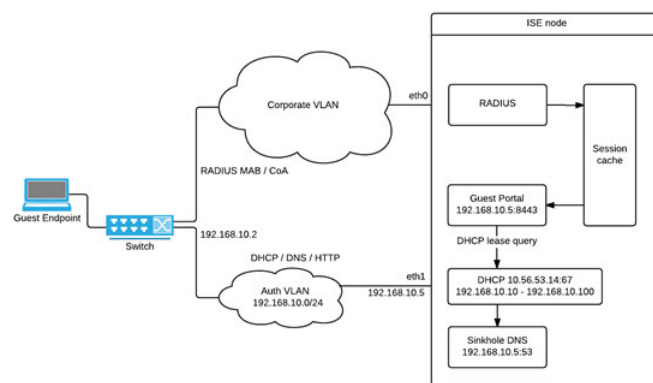 ISE node
eth0
RADIUS
Corporate VLAN
Session
cache
RADIUS MAB / CoA
Guest Portal
192.168.10.5:8443
Guest Endpoint
192.168.10.2
DHCP lease query
Switch
DHCP / DNS / HTTP
eth1
192.168.10.5
DHCP 10.56.53.14:67
192.168.10.10 - 192.168.10.100
Auth VLAN
192.168.10.0/24
Sinkhole DNS
192.168.10.5:53